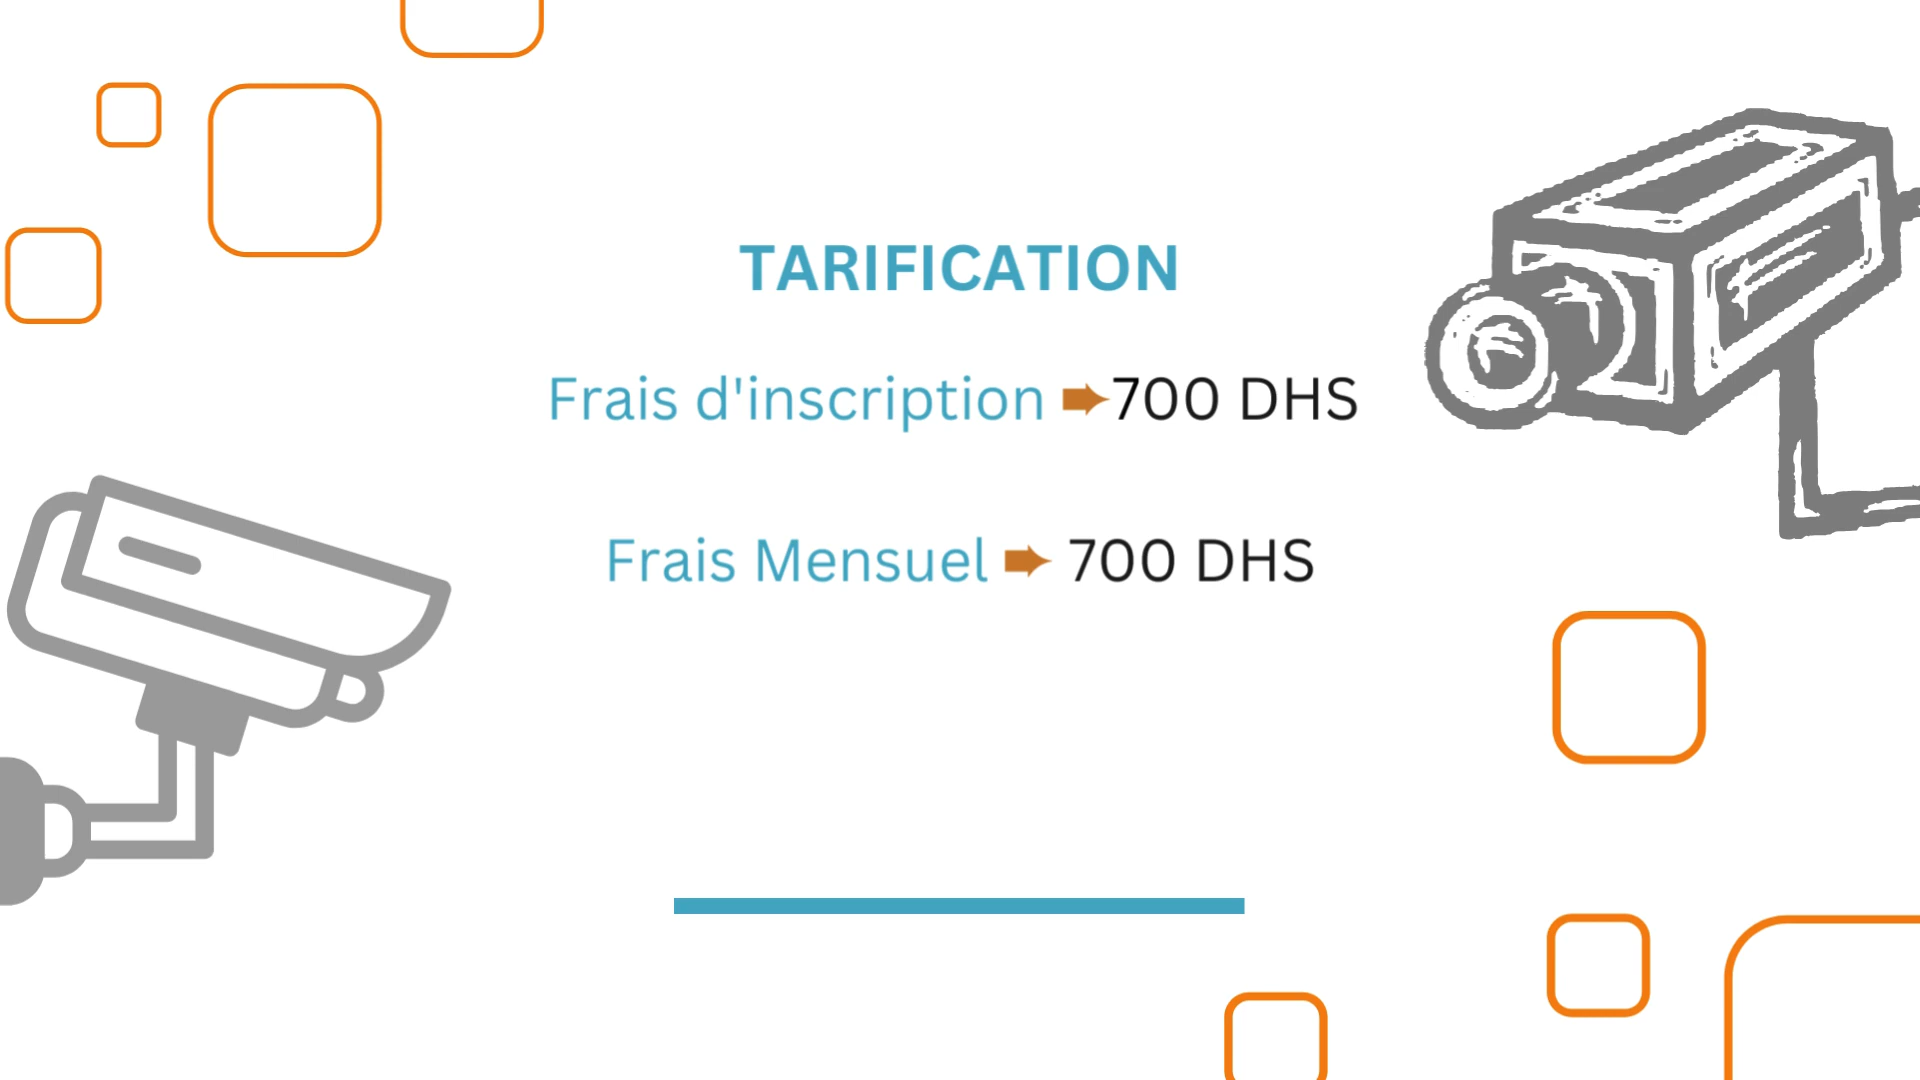 TARIFICATION
Frais d'inscription ➨700 DHS
Frais Mensuel ➨ 700 DHS